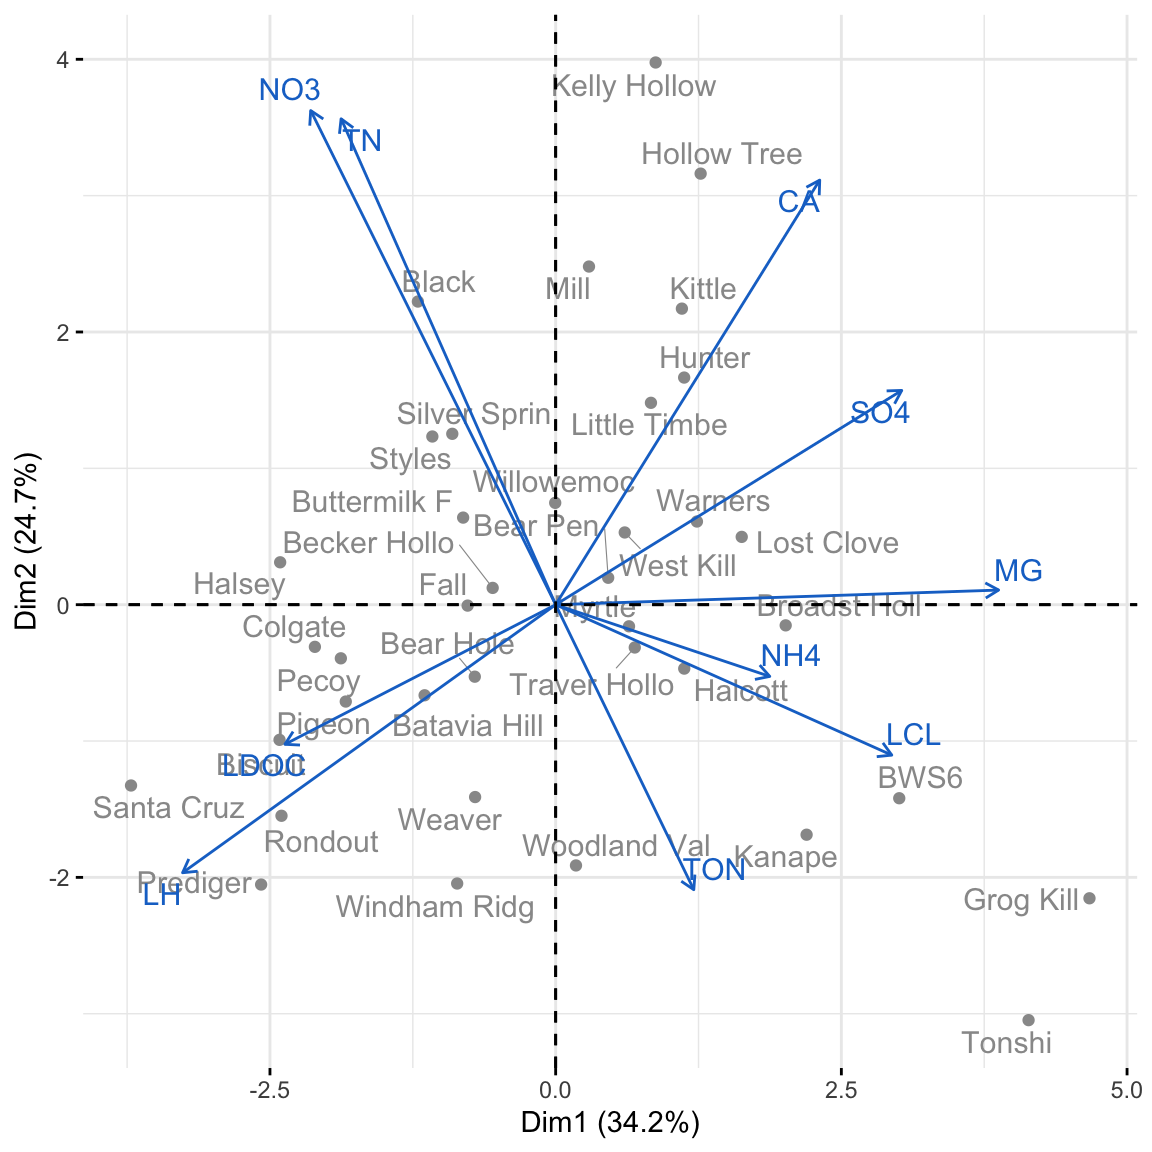 4
NO3
Kelly Hollow
TN
Hollow Tree
CA
Black
Mill
Kittle
2
Hunter
Silver Sprin
SO4
Little Timbe
Styles
Willowemoc
Buttermilk F
Warners
Bear Pen
Becker Hollo
Lost Clove
West Kill
MG
Halsey
Fall
0
Myrtle
Broadst Holl
Colgate
Bear Hole
NH4
Pecoy
Traver Hollo
Halcott
Pigeon
Batavia Hill
LCL
Biscuit
LDOC
BWS6
Santa Cruz
Weaver
Rondout
Woodland Val
Kanape
TON
-2
Prediger
LH
Windham Ridg
Grog Kill
Tonshi
-2.5
0.0
2.5
5.0
Dim1 (34.2%)
Dim2 (24.7%)